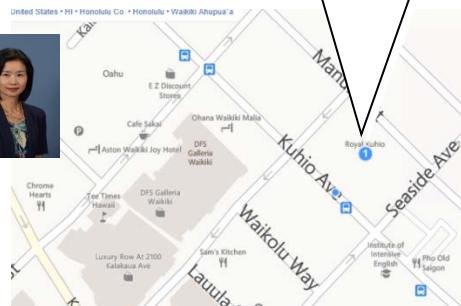 United States • HI • Honolulu Co. • Honolulu • Waikiki Ahupua`a
Oahu
E Z Discount
Stores
Cafe Sakai
Ohana Waikiki Malia
Aston Waikiki Joy Hotel
DFS
Galleria
Waikiki
Kuhio Ave
Royal Kuhio
1
Seaside Ave
Chrome
Hearts
Tee Times
Hawaii
DFS Galleria
Waikiki
Luxury Row At 2100
Kalakaua Ave
Sam's Kitchen
Waikolu Way
Institute of
Intensive
English
Pho Old
Saigon